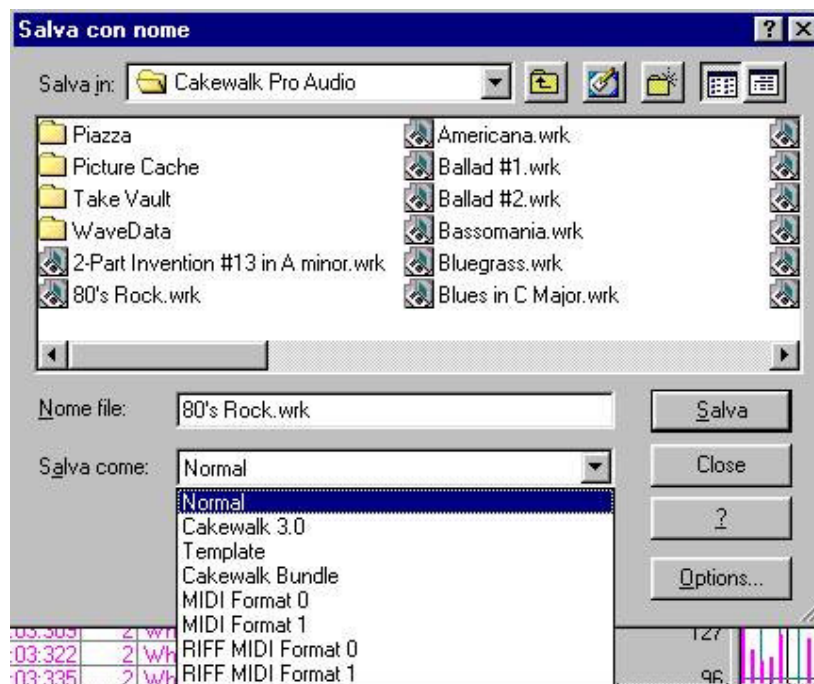 Salva con nome
Salva in: Cakewalk Pro Audio
Piazza
Picture Cache
Take Vault
WaveData
2-Part Invention #13 in A minor.wrk
80's Rock.wrk
Americana.wrk
Ballad #1.wrk
Ballad #2.wrk
Bassomania.wrk
Bluegrass.wrk
Blues in C Major.wrk
Nome file: 80's Rock.wrk
Salva
Salva come: Normal
Close
Normal
Cakewalk 3.0
Template
Cakewalk Bundle
MIDI Format 0
MIDI Format 1
RIFF MIDI Format 0
RIFF MIDI Format 1
?
Options...
:03:322 2 Wh
:03:335 2 Wh
127
96